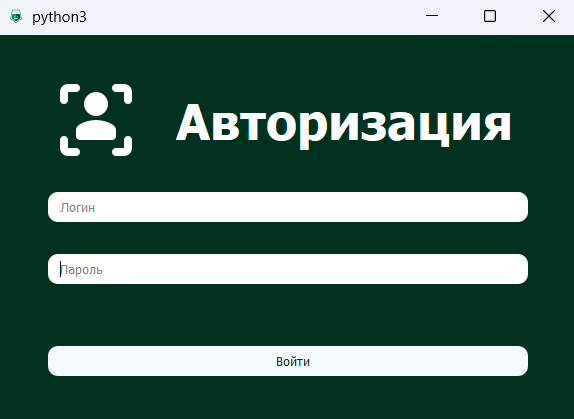 python3
Авторизация
Логин
Пароль
Войти